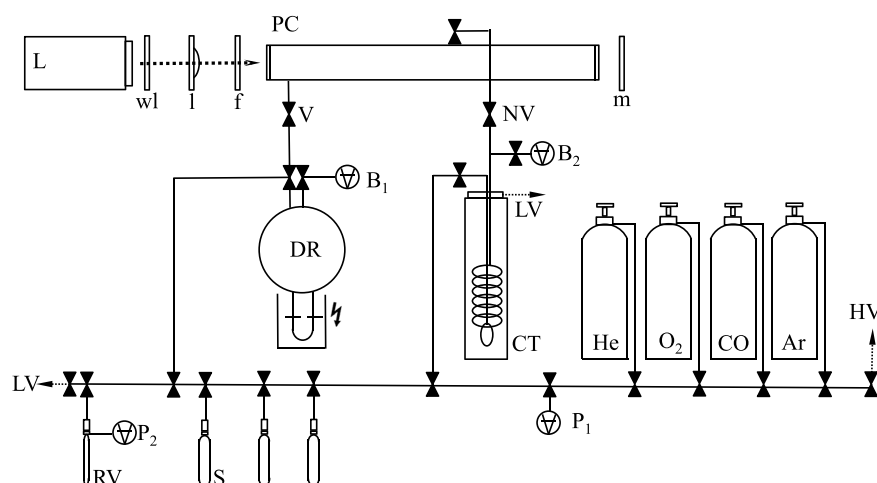 PC
L
wl
l
f
m
V
NV
B₁
B₂
LV
DR
CT
He
O₂
CO
Ar
HV
LV
P₁
P₂
RV
S